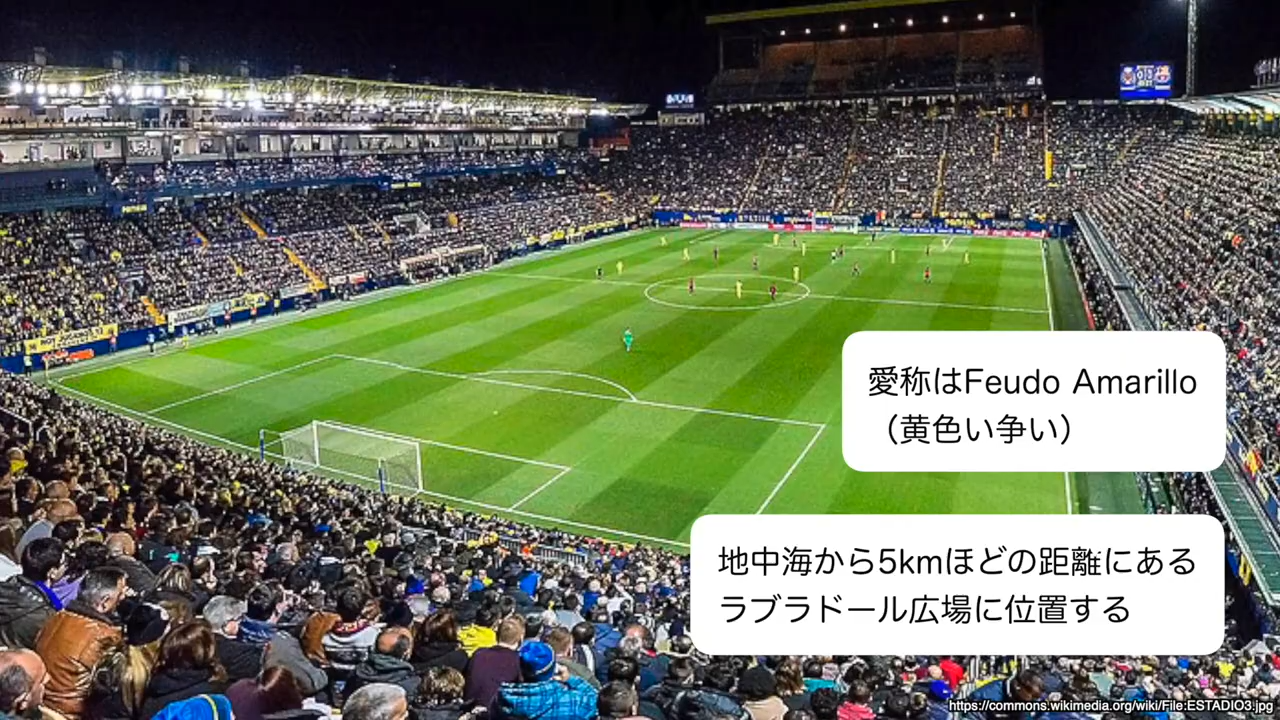 愛称はFeudo Amarillo
（黄色い争い）
地中海から5kmほどの距離にある
ラブラドール広場に位置する
https://commons.wikimedia.org/wiki/File:ESTADIO3.jpg